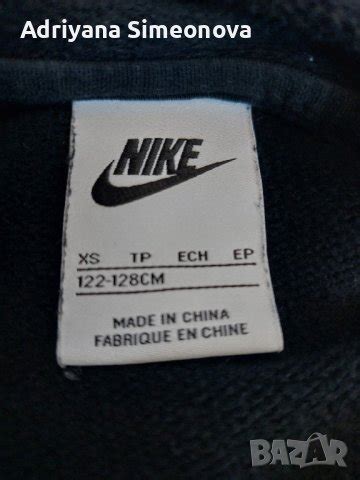 Adriyana Simeonova
NIKE
XS TP ECH EP
122-128CM
MADE IN CHINA
FABRIQUE EN CHINE
BAZAR